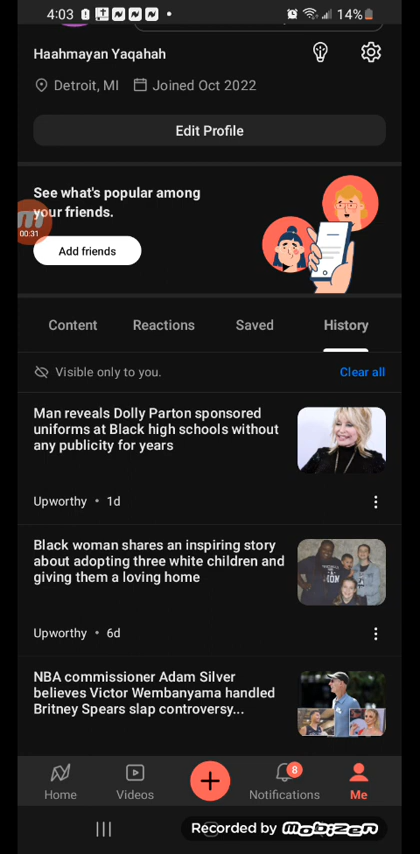 4:03
14%
Haahmayan Yaqahah
Detroit, MI Joined Oct 2022
Edit Profile
See what's popular among
your friends.
00:31
Add friends
Content Reactions Saved History
Visible only to you. Clear all
Man reveals Dolly Parton sponsored
uniforms at Black high schools without
any publicity for years
Upworthy • 1d
Black woman shares an inspiring story
about adopting three white children and
giving them a loving home
Upworthy • 6d
NBA commissioner Adam Silver
believes Victor Wembanyama handled
Britney Spears slap controversy...
8
Home Videos Notifications Me
Recorded by mobizen